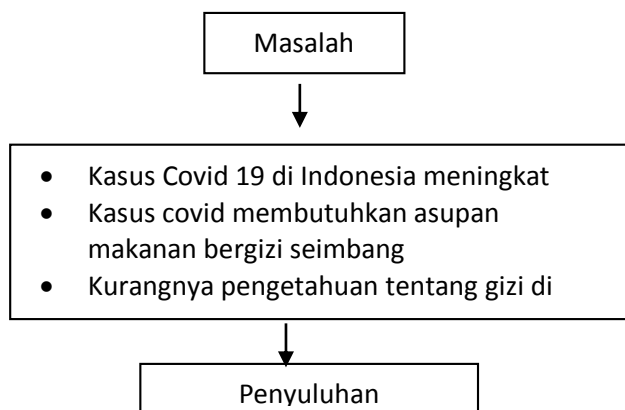 Masalah
• Kasus Covid 19 di Indonesia meningkat
• Kasus covid membutuhkan asupan
makanan bergizi seimbang
• Kurangnya pengetahuan tentang gizi di
Penyuluhan